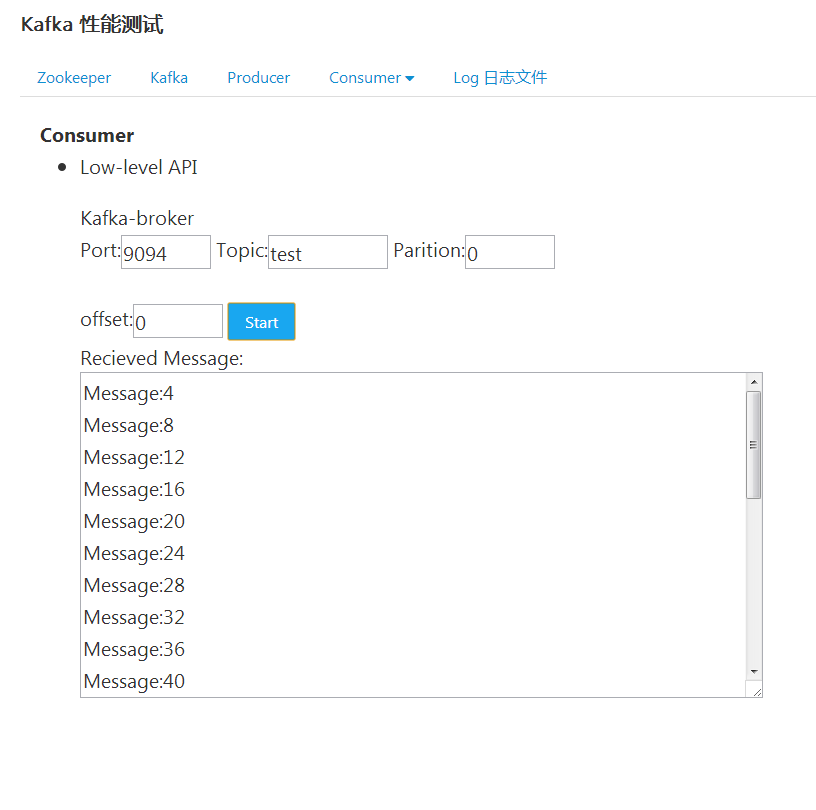 Kafka 性能测试
Zookeeper Kafka Producer Consumer Log 日志文件
Consumer
Low-level API
Kafka-broker
Port:9094 Topic:test Parition:0
offset:0 Start
Recieved Message:
Message:4
Message:8
Message:12
Message:16
Message:20
Message:24
Message:28
Message:32
Message:36
Message:40